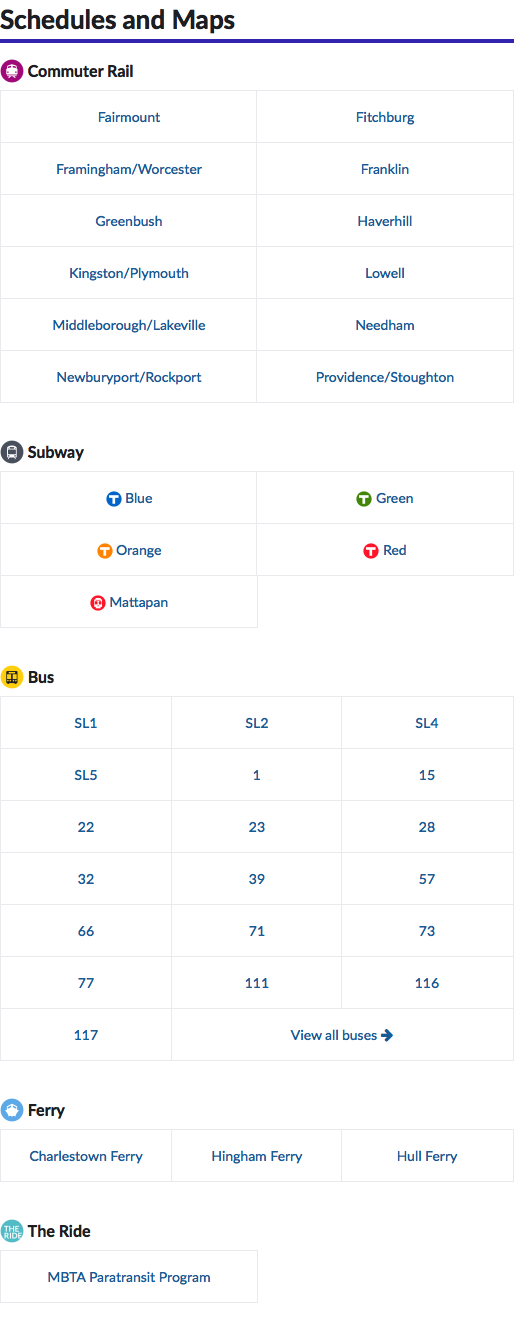 Schedules and Maps
Commuter Rail
Fairmount Fitchburg
Framingham/Worcester Franklin
Greenbush Haverhill
Kingston/Plymouth Lowell
Middleborough/Lakeville Needham
Newburyport/Rockport Providence/Stoughton
Subway
T Blue T Green
T Orange T Red
Mattapan
Bus
SL1 SL2 SL4
SL5 1 15
22 23 28
32 39 57
66 71 73
77 111 116
117 View all buses
Ferry
Charlestown Ferry Hingham Ferry Hull Ferry
THE RIDE The Ride
MBTA Paratransit Program